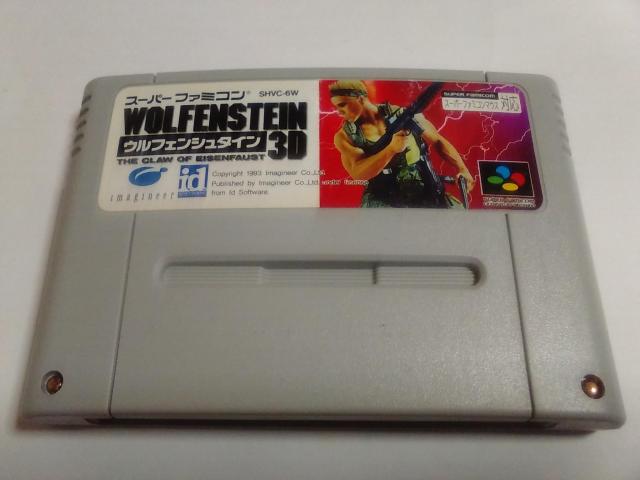 スーパーファミコン® SHVC-6W
WOLFENSTEIN
ウルフェンシュタイン 3D
THE CLAW OF EISENFAUST
imagineer
id
Copyright 1993 Imagineer Co.,Ltd.
Published by Imagineer Co.,Ltd. under license
from Id Software.
SUPER FAMICOM
スーパーファミコンマウス 対応